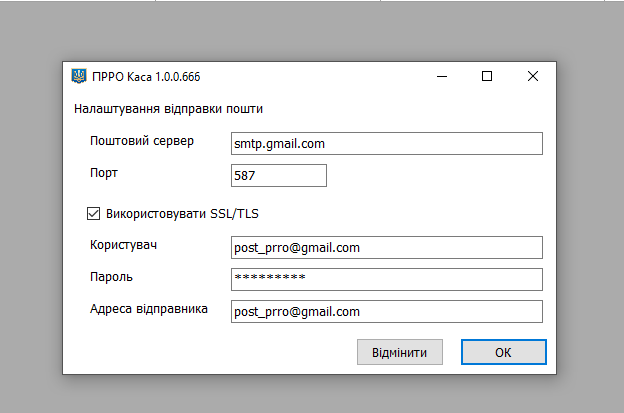 ПРРО Каса 1.0.0.666
Налаштування відправки пошти
Поштовий сервер smtp.gmail.com
Порт 587
Використовувати SSL/TLS
Користувач post_prro@gmail.com
Пароль *********
Адреса відправника post_prro@gmail.com
Відмінити ОК